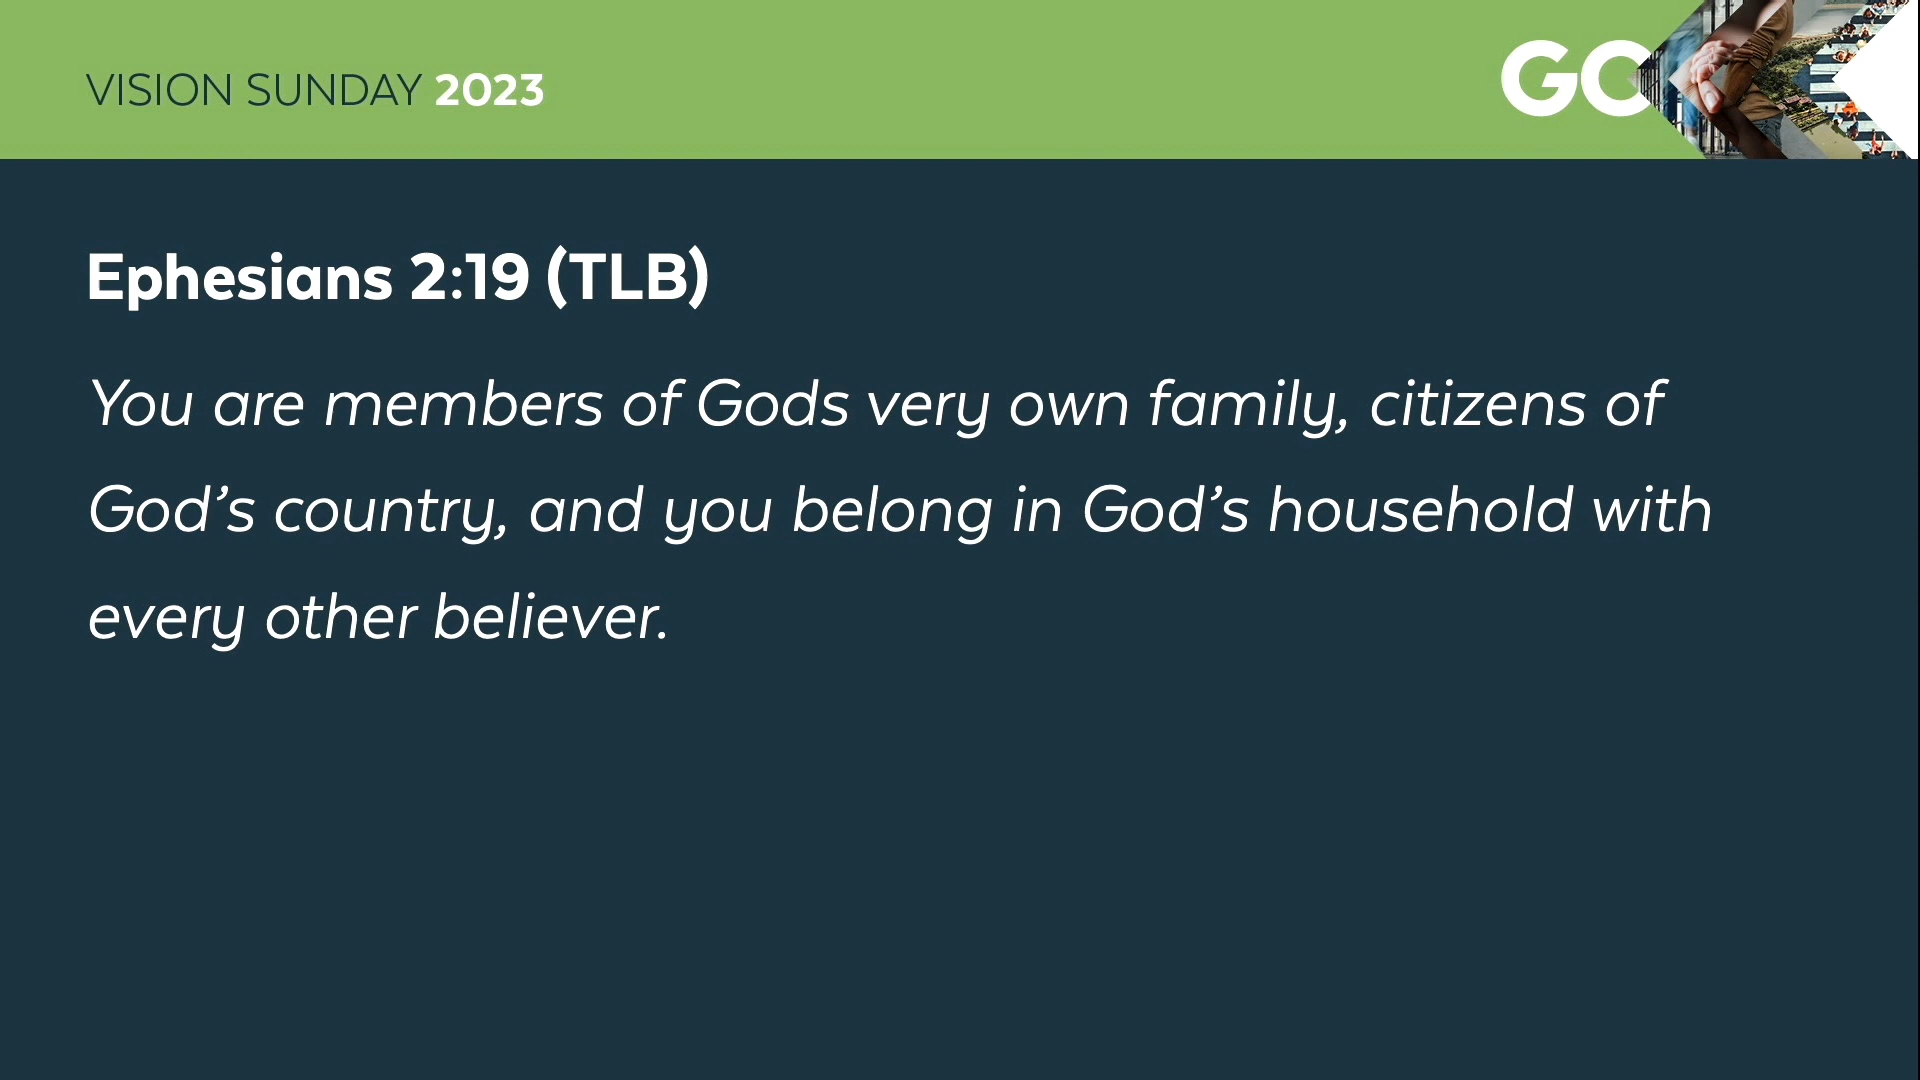 VISION SUNDAY 2023
GO
Ephesians 2:19 (TLB)
You are members of Gods very own family, citizens of
God’s country, and you belong in God’s household with
every other believer.